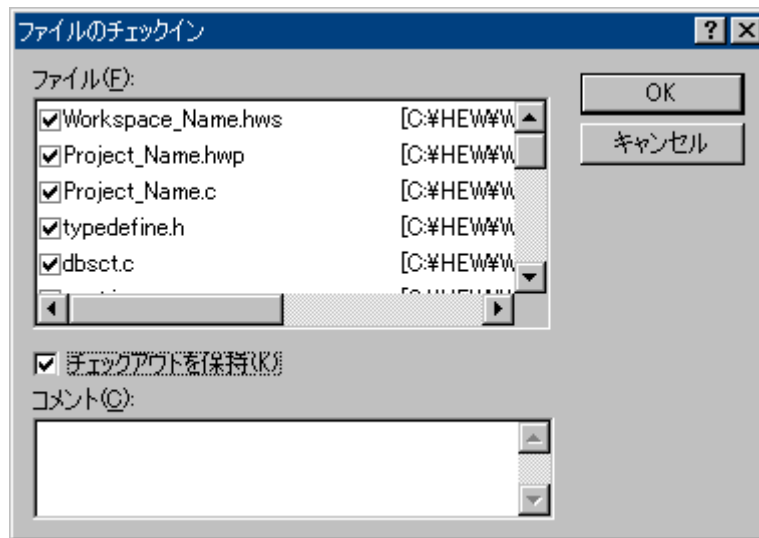 ファイルのチェックイン
ファイル(F):
OK
キャンセル
Workspace_Name.hws [C:¥HEW¥W
Project_Name.hwp [C:¥HEW¥W
Project_Name.c [C:¥HEW¥W
typedefine.h [C:¥HEW¥W
dbsct.c [C:¥HEW¥W
チェックアウトを保持(K)
コメント(C):